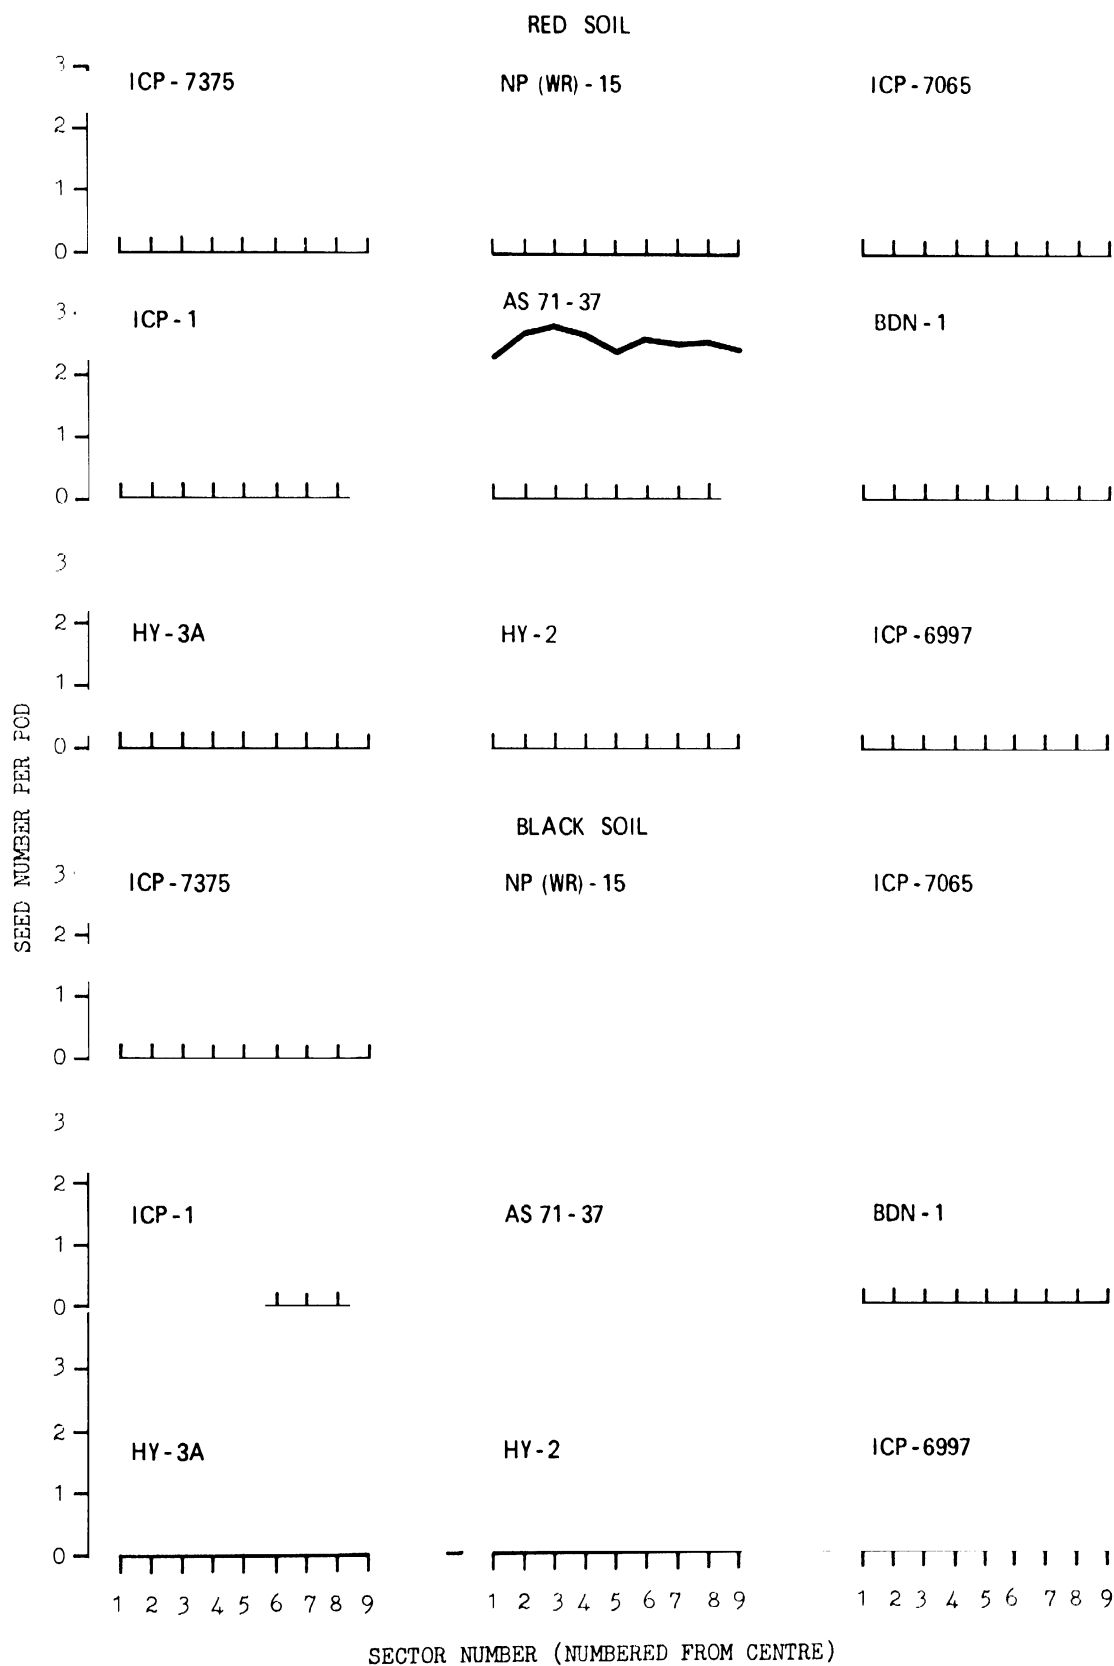 RED SOIL
3
ICP - 7375
NP (WR) - 15
ICP - 7065
2
1
0
3
ICP - 1
AS 71 - 37
BDN - 1
2
1
0
3
2
HY - 3A
HY - 2
ICP - 6997
1
0
SEED NUMBER PER POD
BLACK SOIL
3
ICP - 7375
NP (WR) - 15
ICP - 7065
2
1
0
3
2
ICP - 1
AS 71 - 37
BDN - 1
1
0
3
2
HY - 3A
HY - 2
ICP - 6997
1
0
1 2 3 4 5 6 7 8 9
1 2 3 4 5 6 7 8 9
1 2 3 4 5 6 7 8 9
SECTOR NUMBER (NUMBERED FROM CENTRE)